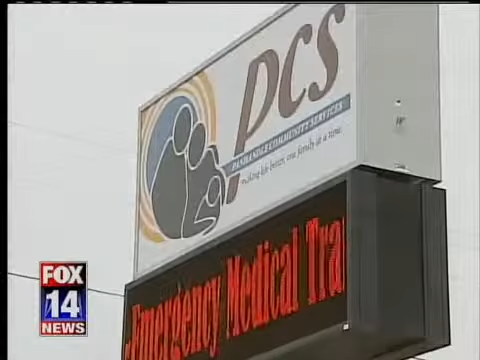 pcs
PANHANDLE COMMUNITY SERVICES
making life better, one family at a time.
Emergency Medical Tra
FOX
14
NEWS